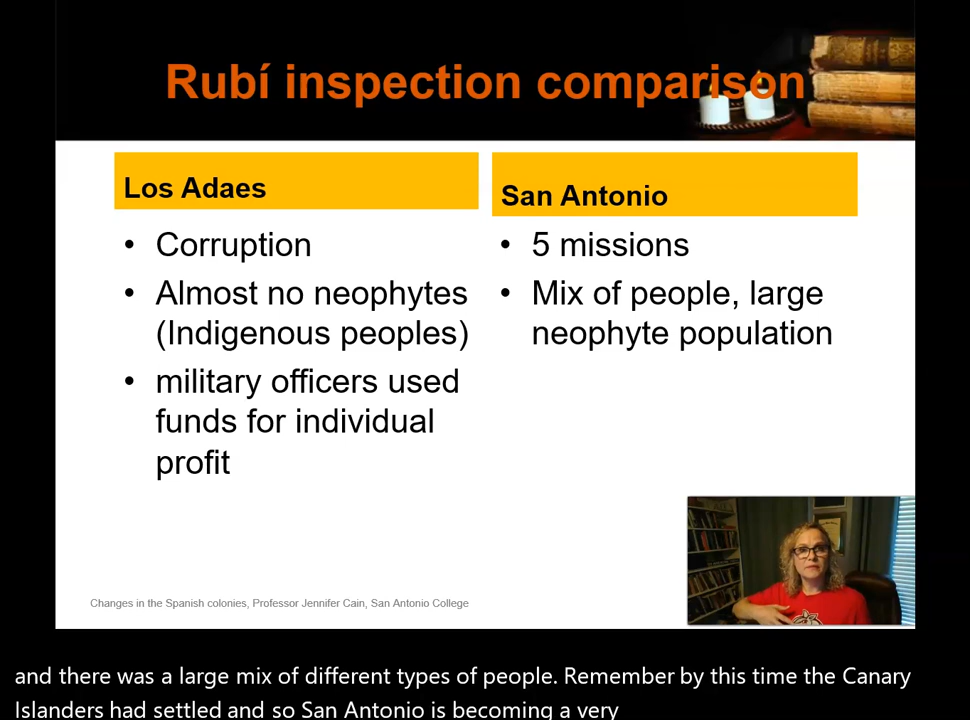 Rubí inspection comparison
Los Adaes
• Corruption
• Almost no neophytes
(Indigenous peoples)
• military officers used
funds for individual
profit
San Antonio
• 5 missions
• Mix of people, large
neophyte population
Changes in the Spanish colonies, Professor Jennifer Cain, San Antonio College
and there was a large mix of different types of people. Remember by this time the Canary
Islanders had settled and so San Antonio is becoming a very